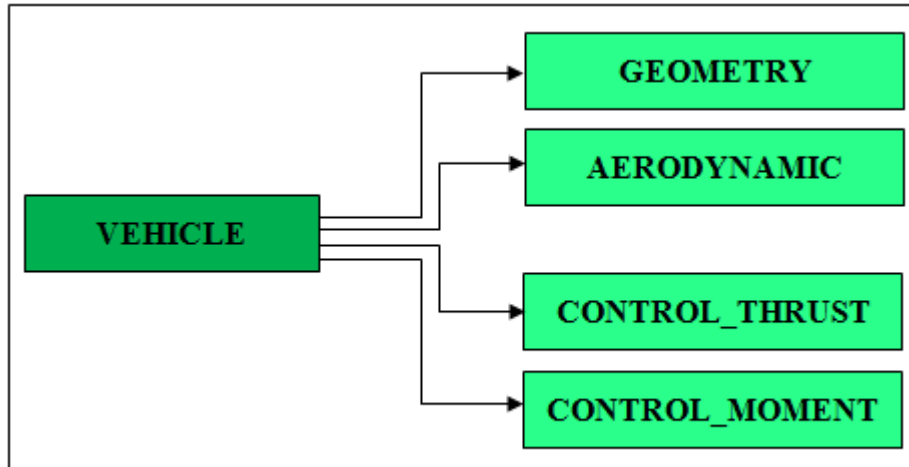 GEOMETRY
AERODYNAMIC
VEHICLE
CONTROL_THRUST
CONTROL_MOMENT